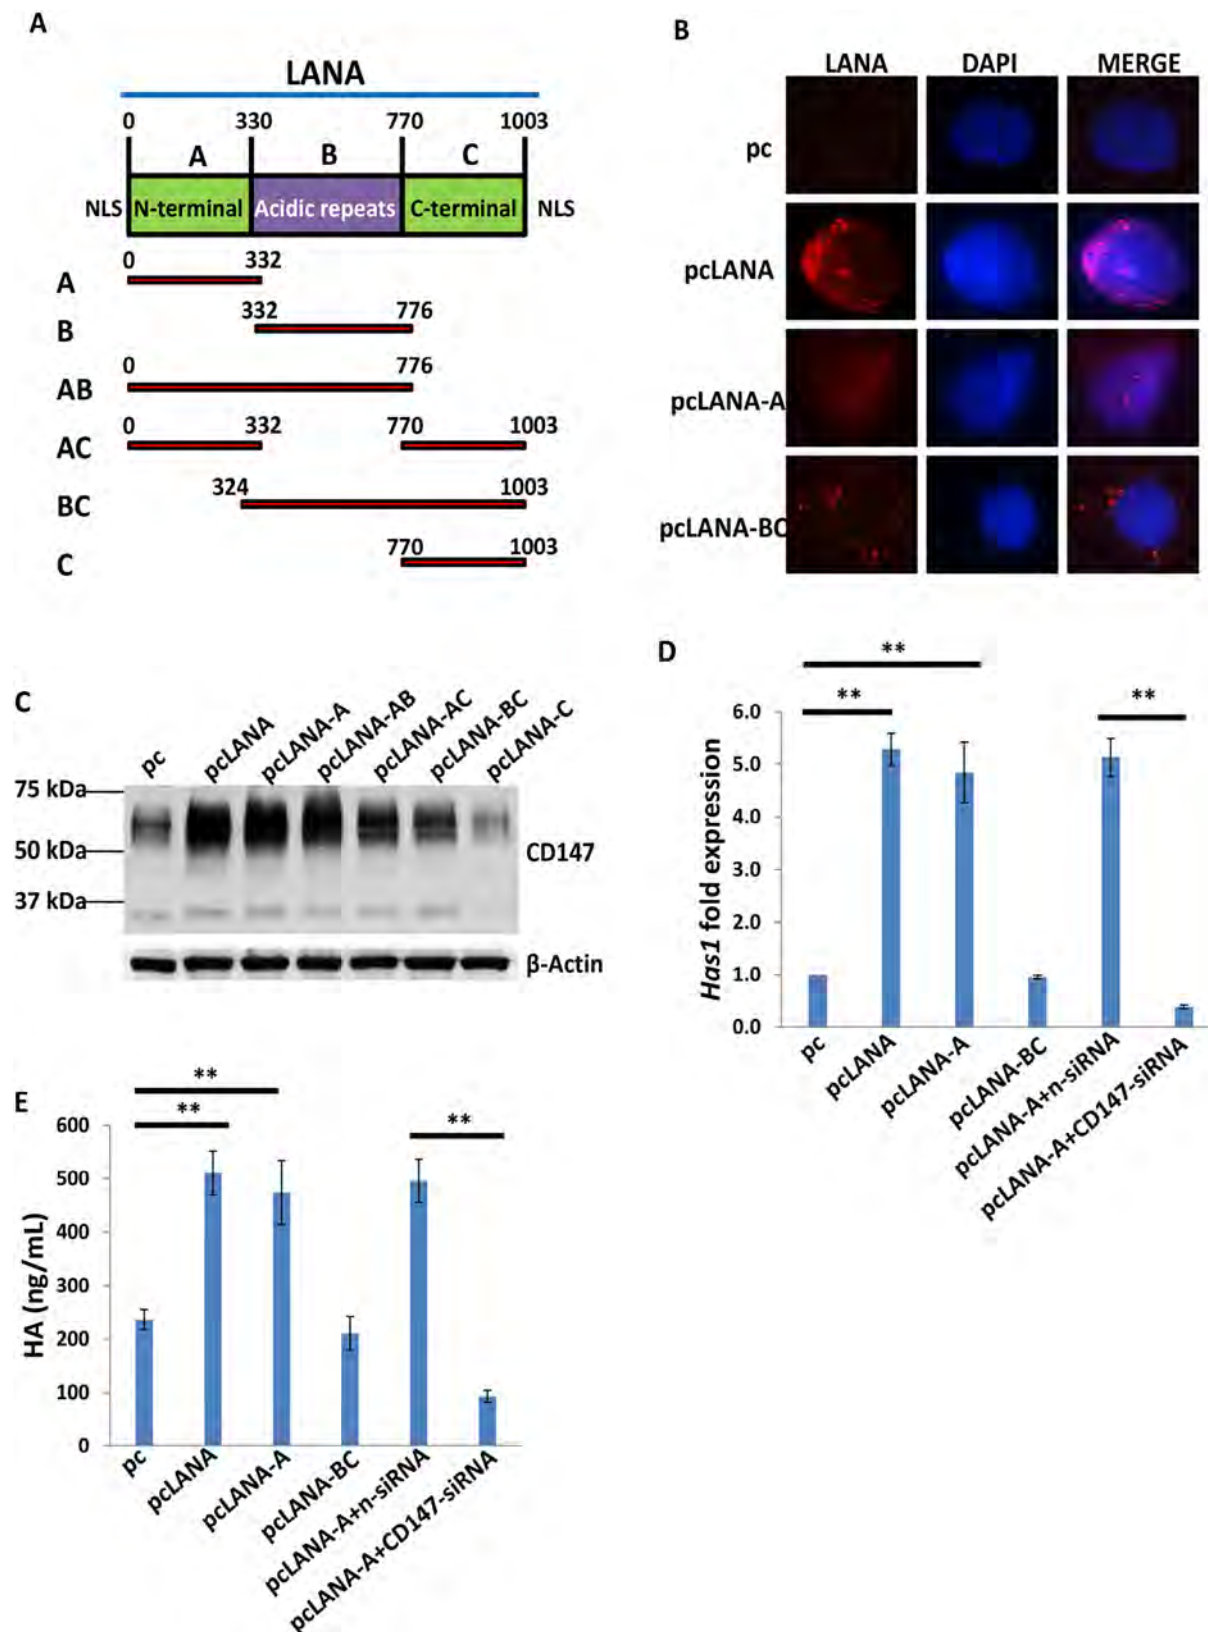 A
LANA
0 330 770 1003
A B C
NLS N-terminal Acidic repeats C-terminal NLS
0 332
A
332 776
B
0 776
AB
0 332 770 1003
AC
324 1003
BC
770 1003
C
B
LANA DAPI MERGE
pc
pcLANA
pcLANA-A
pcLANA-BC
C
pc pcLANA pcLANA-A pcLANA-AB pcLANA-AC pcLANA-BC pcLANA-C
75 kDa
50 kDa
37 kDa
CD147
β-Actin
D
**
** **
Has1 fold expression
6.0
5.0
4.0
3.0
2.0
1.0
0.0
pc pcLANA pcLANA-A pcLANA-BC pcLANA-A+n-siRNA pcLANA-A+CD147-siRNA
E
**
** **
HA (ng/mL)
600
500
400
300
200
100
0
pc pcLANA pcLANA-A pcLANA-BC pcLANA-A+n-siRNA pcLANA-A+CD147-siRNA